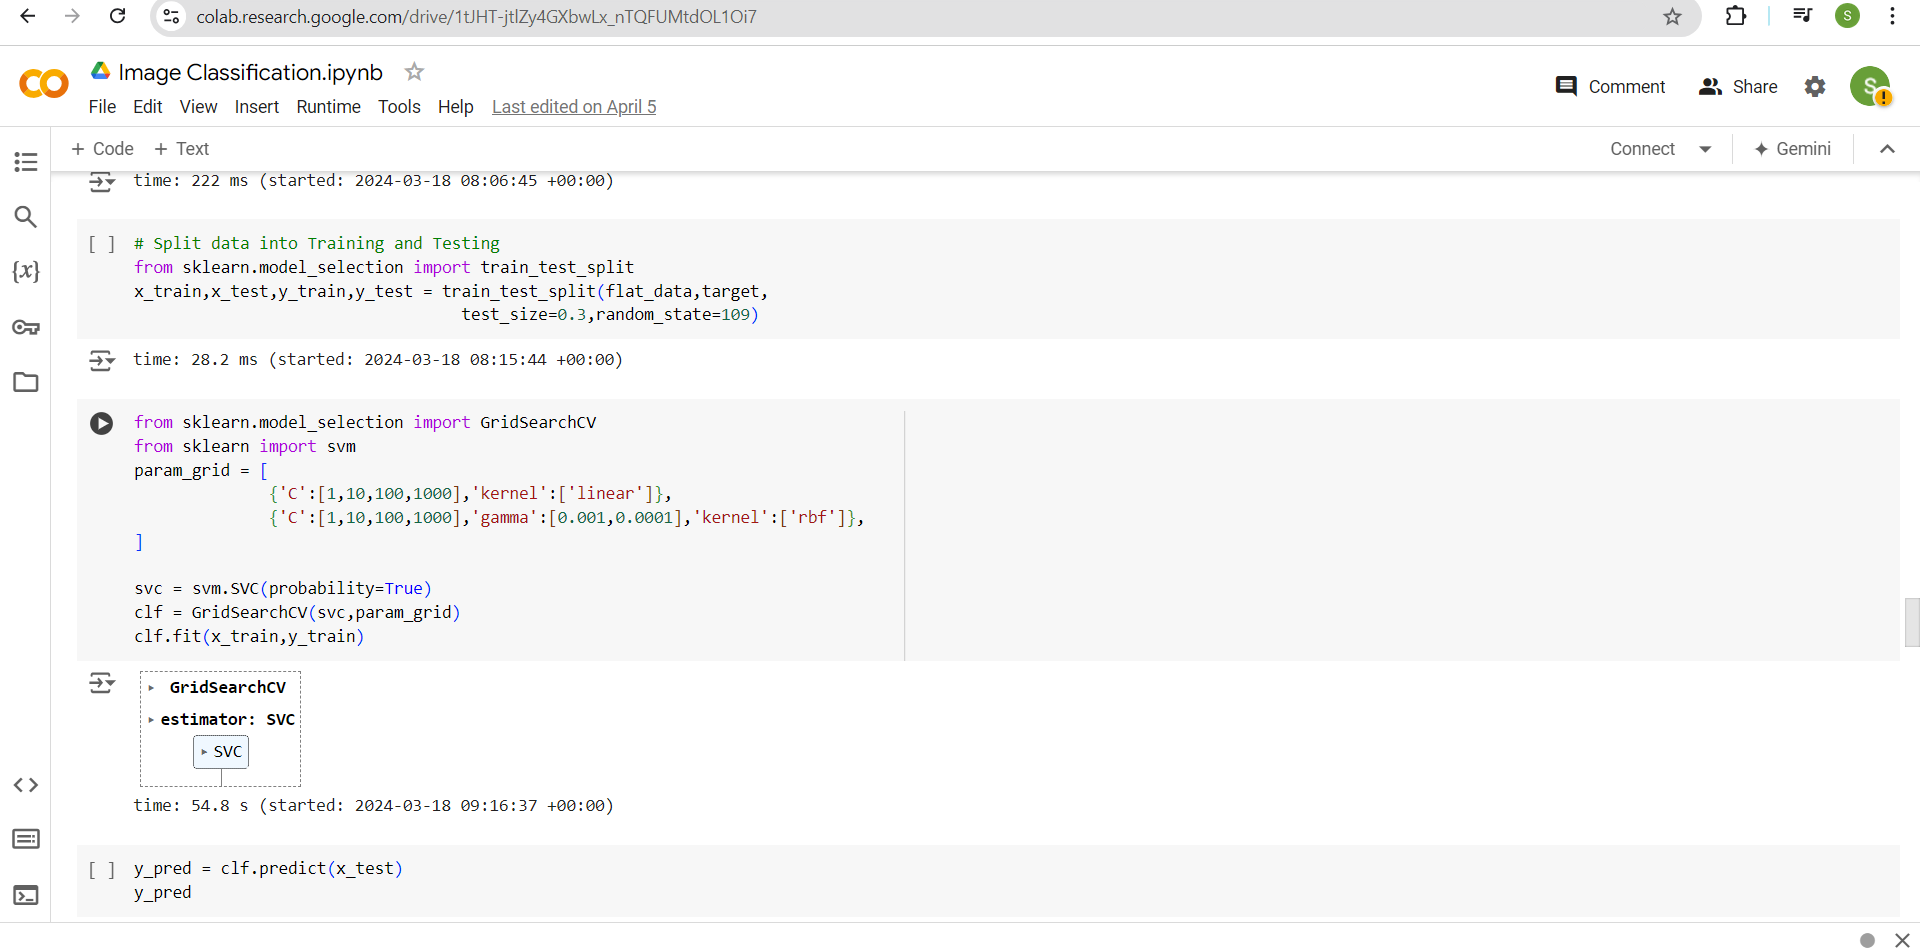 colab.research.google.com/drive/1tJHT-jtlZy4GXbwLx_nTQFUMtdOL1Oi7
S
CO
Image Classification.ipynb
Comment
Share
S
!
File Edit View Insert Runtime Tools Help Last edited on April 5
+ Code + Text
Connect
Gemini
time: 222 ms (started: 2024-03-18 08:06:45 +00:00)
{x}
[ ] # Split data into Training and Testing
from sklearn.model_selection import train_test_split
x_train,x_test,y_train,y_test = train_test_split(flat_data,target,
test_size=0.3,random_state=109)
time: 28.2 ms (started: 2024-03-18 08:15:44 +00:00)
from sklearn.model_selection import GridSearchCV
from sklearn import svm
param_grid = [
{'C':[1,10,100,1000],'kernel':['linear']},
{'C':[1,10,100,1000],'gamma':[0.001,0.0001],'kernel':['rbf']},
]
svc = svm.SVC(probability=True)
clf = GridSearchCV(svc,param_grid)
clf.fit(x_train,y_train)
GridSearchCV
estimator: SVC
SVC
time: 54.8 s (started: 2024-03-18 09:16:37 +00:00)
[ ] y_pred = clf.predict(x_test)
y_pred